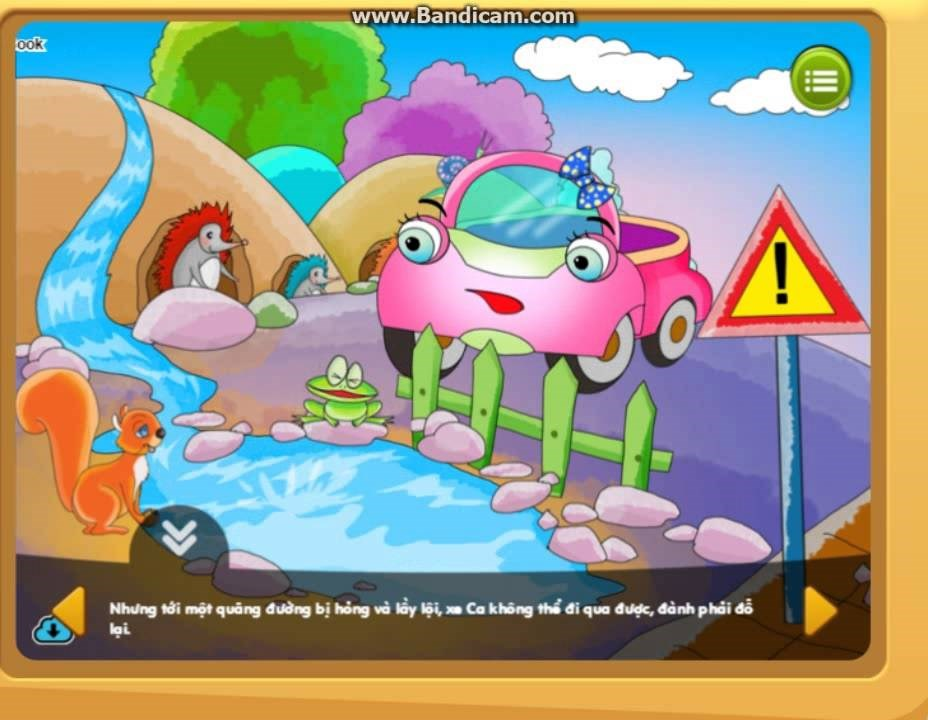 www.Bandicam.com
ook
!
Nhưng tới một quãng đường bị hỏng và lầy lội, xe Ca không thể đi qua được, đành phải đỗ
lại.